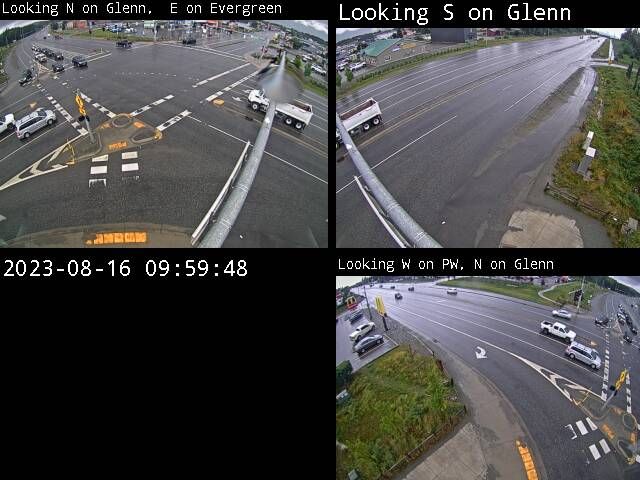 Looking N on Glenn, E on Evergreen
Looking S on Glenn
2023-08-16 09:59:48
Looking W on PW, N on Glenn